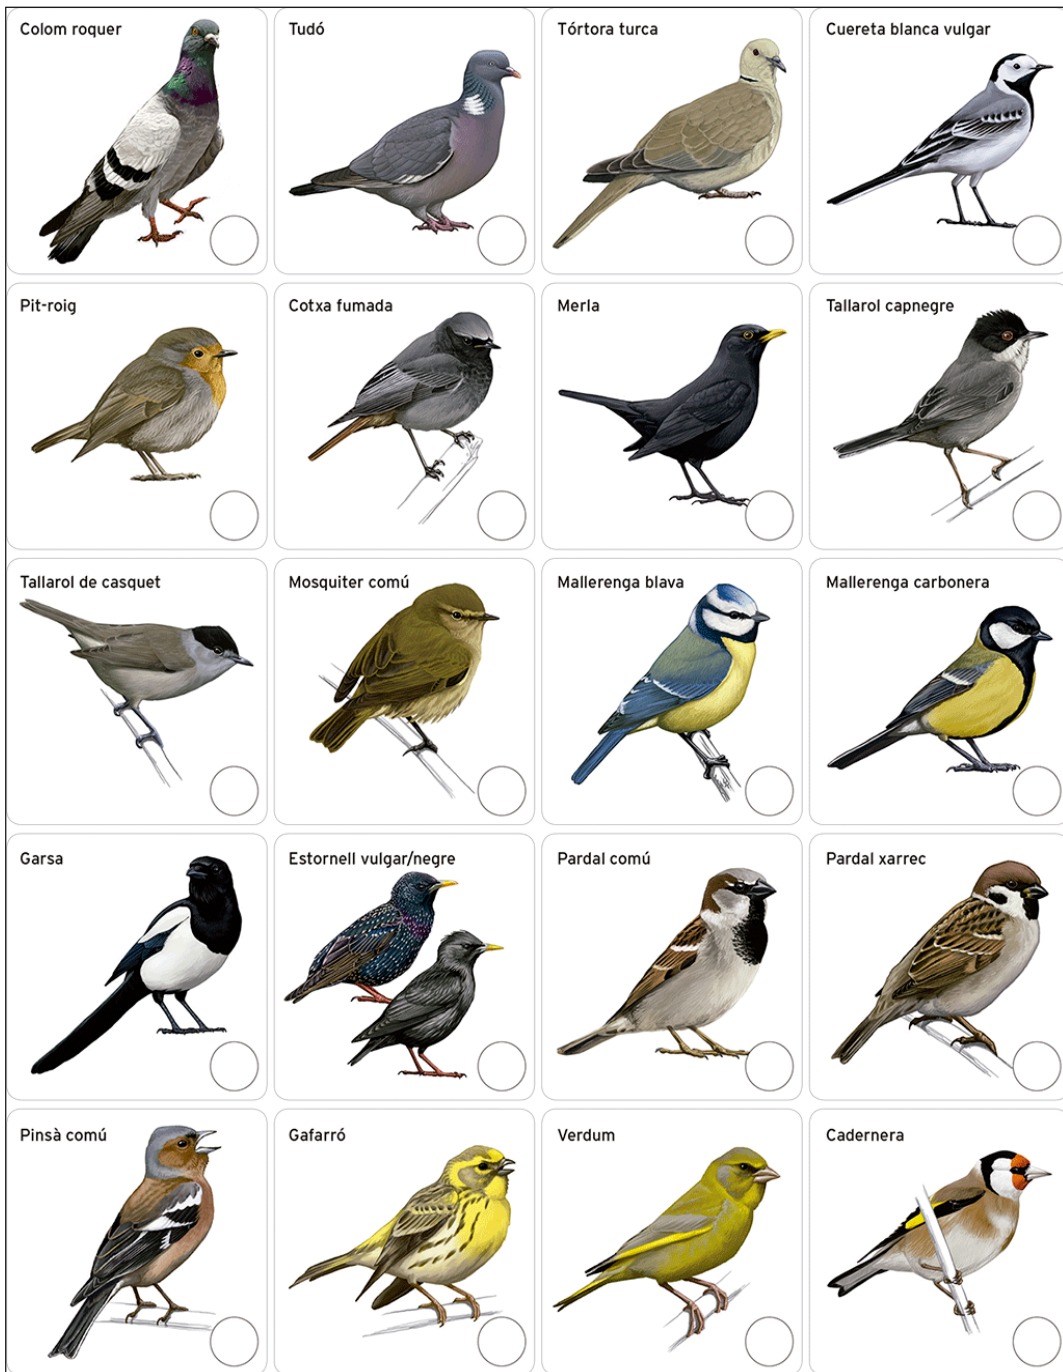 Colom roquer
Tudó
Tórtora turca
Cuereta blanca vulgar
Pit-roig
Cotxa fumada
Merla
Tallarol capnegre
Tallarol de casquet
Mosquiter comú
Mallerenga blava
Mallerenga carbonera
Garsa
Estornell vulgar/negre
Pardal comú
Pardal xarrec
Pinsà comú
Gafarró
Verdum
Cadernera